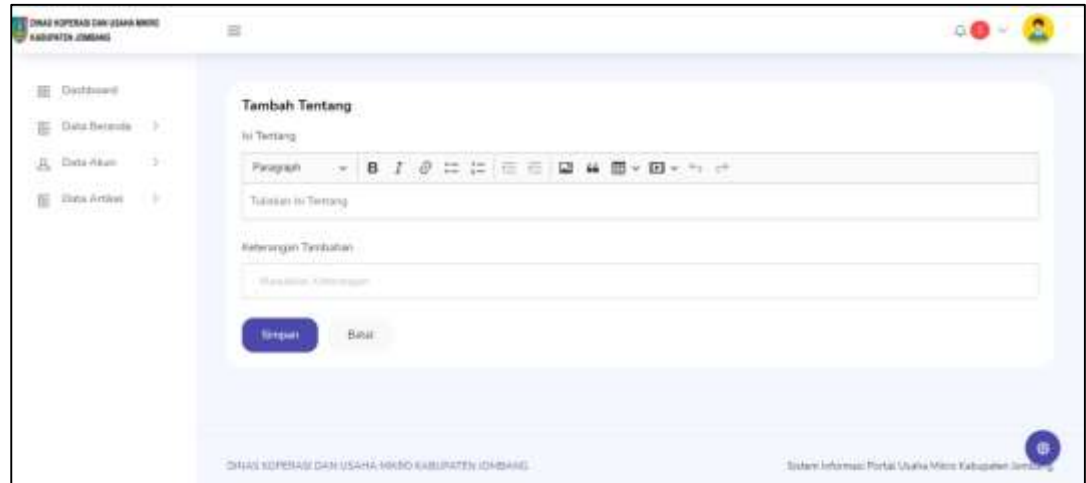 DINAS KOPERASI DAN USAHA MIKRO
KABUPATEN JOMBANG
Dashboard
Data Beranda
Data Akun
Data Artikel
Tambah Tentang
Isi Tentang
Paragraph
B I
Tuliskan Isi Tentang
Keterangan Tambahan
Masukkan Keterangan
Simpan
Batal
DINAS KOPERASI DAN USAHA MIKRO KABUPATEN JOMBANG
Sistem Informasi Portal Usaha Mikro Kabupaten Jombang